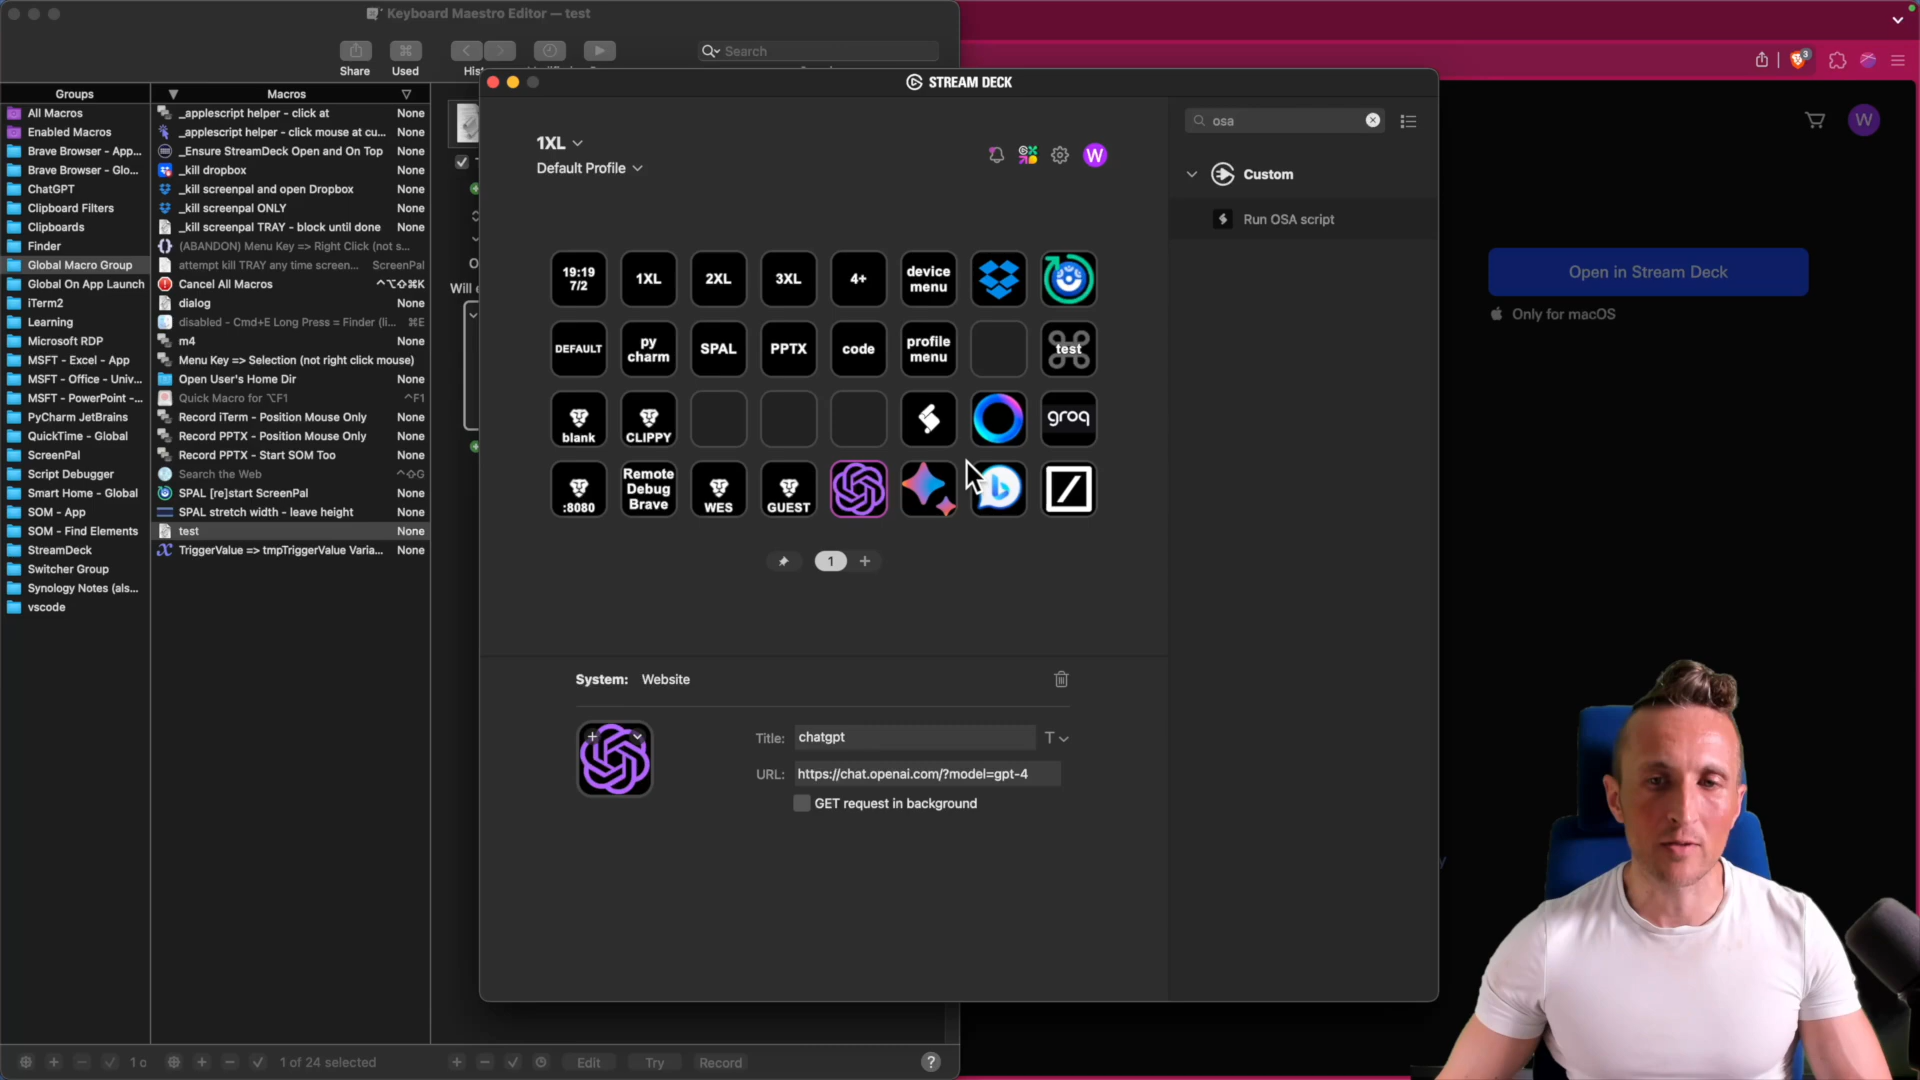 Keyboard Maestro Editor — test
Share
Used
Search
Groups
Macros
All Macros
Enabled Macros
Brave Browser - App...
Brave Browser - Glo...
ChatGPT
Clipboard Filters
Clipboards
Finder
Global Macro Group
Global On App Launch
iTerm2
Learning
Microsoft RDP
MSFT - Excel - App
MSFT - Office - Univ...
MSFT - PowerPoint -...
PyCharm JetBrains
QuickTime - Global
ScreenPal
Script Debugger
Smart Home - Global
SOM - App
SOM - Find Elements
StreamDeck
Switcher Group
Synology Notes (als...
vscode
_applescript helper - click at None
_applescript helper - click mouse at cu... None
_Ensure StreamDeck Open and On Top None
_kill dropbox None
_kill screenpal and open Dropbox None
_kill screenpal ONLY None
_kill screenpal TRAY - block until done None
(ABANDON) Menu Key => Right Click (not s...
attempt kill TRAY any time screen... ScreenPal
Cancel All Macros ^⌥⇧⌘K
dialog None
disabled - Cmd+E Long Press = Finder (li... ⌘E
m4 None
Menu Key => Selection (not right click mouse)
Open User's Home Dir None
Quick Macro for ⌥F1 ^F1
Record iTerm - Position Mouse Only None
Record PPTX - Position Mouse Only None
Record PPTX - Start SOM Too None
Search the Web ^⇧G
SPAL [re]start ScreenPal None
SPAL stretch width - leave height None
test None
TriggerValue => tmpTriggerValue Varia... None
1 of 24 selected
Edit
Try
Record
?
STREAM DECK
1XL
Default Profile
W
19:19
7/2
1XL
2XL
3XL
4+
device
menu
DEFAULT
py
charm
SPAL
PPTX
code
profile
menu
test
blank
CLIPPY
groq
:8080
Remote
Debug
Brave
WES
GUEST
b
1
System: Website
Title: chatgpt
T
URL: https://chat.openai.com/?model=gpt-4
GET request in background
osa
Custom
Run OSA script
3
W
Open in Stream Deck
Only for macOS